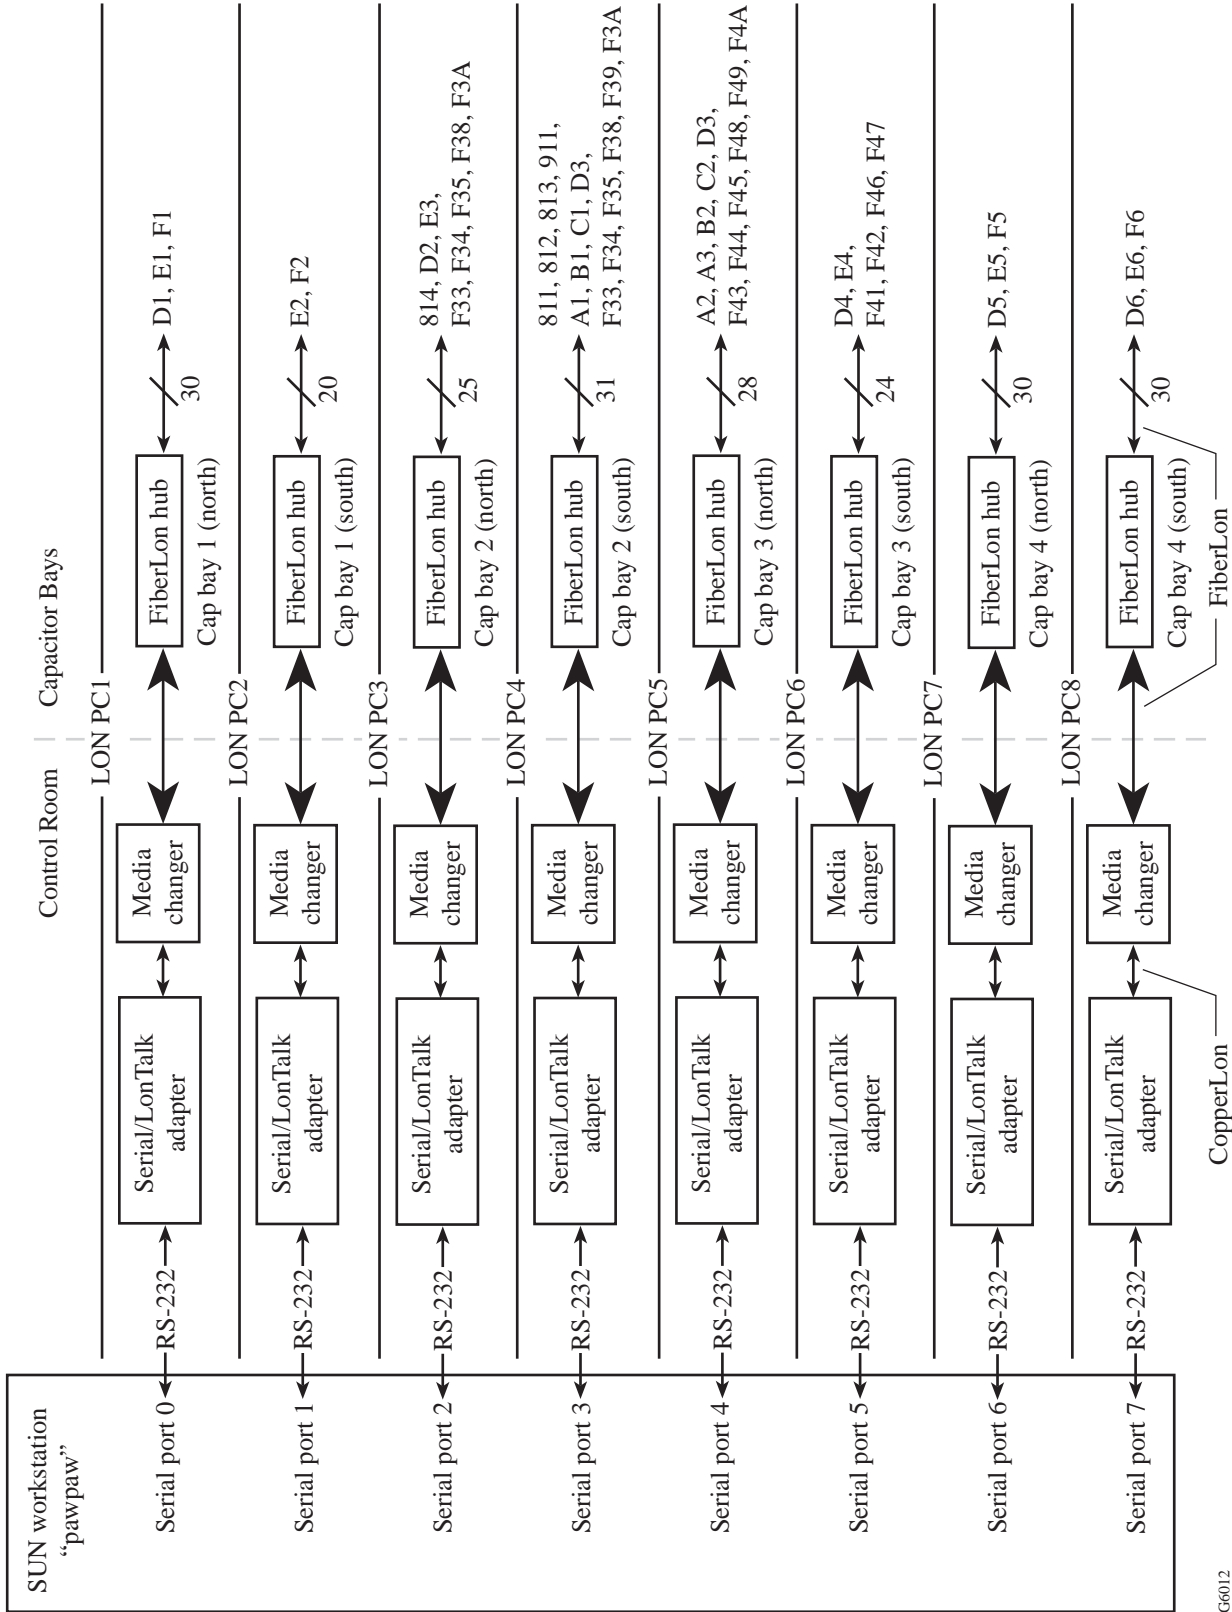 Control Room
Capacitor Bays
SUN workstation
“pawpaw”
LON PC1
Serial port 0
RS-232
Serial/LonTalk
adapter
Media
changer
FiberLon hub
Cap bay 1 (north)
30
D1, E1, F1
LON PC2
Serial port 1
RS-232
Serial/LonTalk
adapter
Media
changer
FiberLon hub
Cap bay 1 (south)
20
E2, F2
LON PC3
Serial port 2
RS-232
Serial/LonTalk
adapter
Media
changer
FiberLon hub
Cap bay 2 (north)
25
814, D2, E3,
F33, F34, F35, F38, F3A
LON PC4
Serial port 3
RS-232
Serial/LonTalk
adapter
Media
changer
FiberLon hub
Cap bay 2 (south)
31
811, 812, 813, 911,
A1, B1, C1, D3,
F33, F34, F35, F38, F39, F3A
LON PC5
Serial port 4
RS-232
Serial/LonTalk
adapter
Media
changer
FiberLon hub
Cap bay 3 (north)
28
A2, A3, B2, C2, D3,
F43, F44, F45, F48, F49, F4A
LON PC6
Serial port 5
RS-232
Serial/LonTalk
adapter
Media
changer
FiberLon hub
Cap bay 3 (south)
24
D4, E4,
F41, F42, F46, F47
LON PC7
Serial port 6
RS-232
Serial/LonTalk
adapter
Media
changer
FiberLon hub
Cap bay 4 (north)
30
D5, E5, F5
LON PC8
Serial port 7
RS-232
Serial/LonTalk
adapter
Media
changer
FiberLon hub
Cap bay 4 (south)
30
D6, E6, F6
CopperLon
FiberLon
G6012